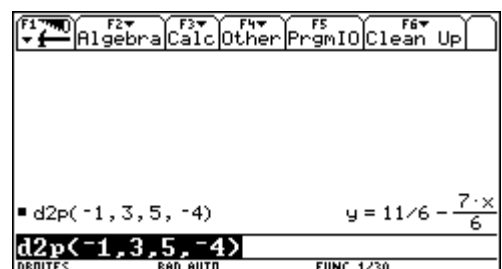 F1 F2 F3 F4 F5 F6
Algebra Calc Other PrgmIO Clean Up
d2p(-1,3,5,-4) y = 11/6 - 7·x/6
d2p(-1,3,5,-4)
DROITES RAD AUTO FUNC 1/30